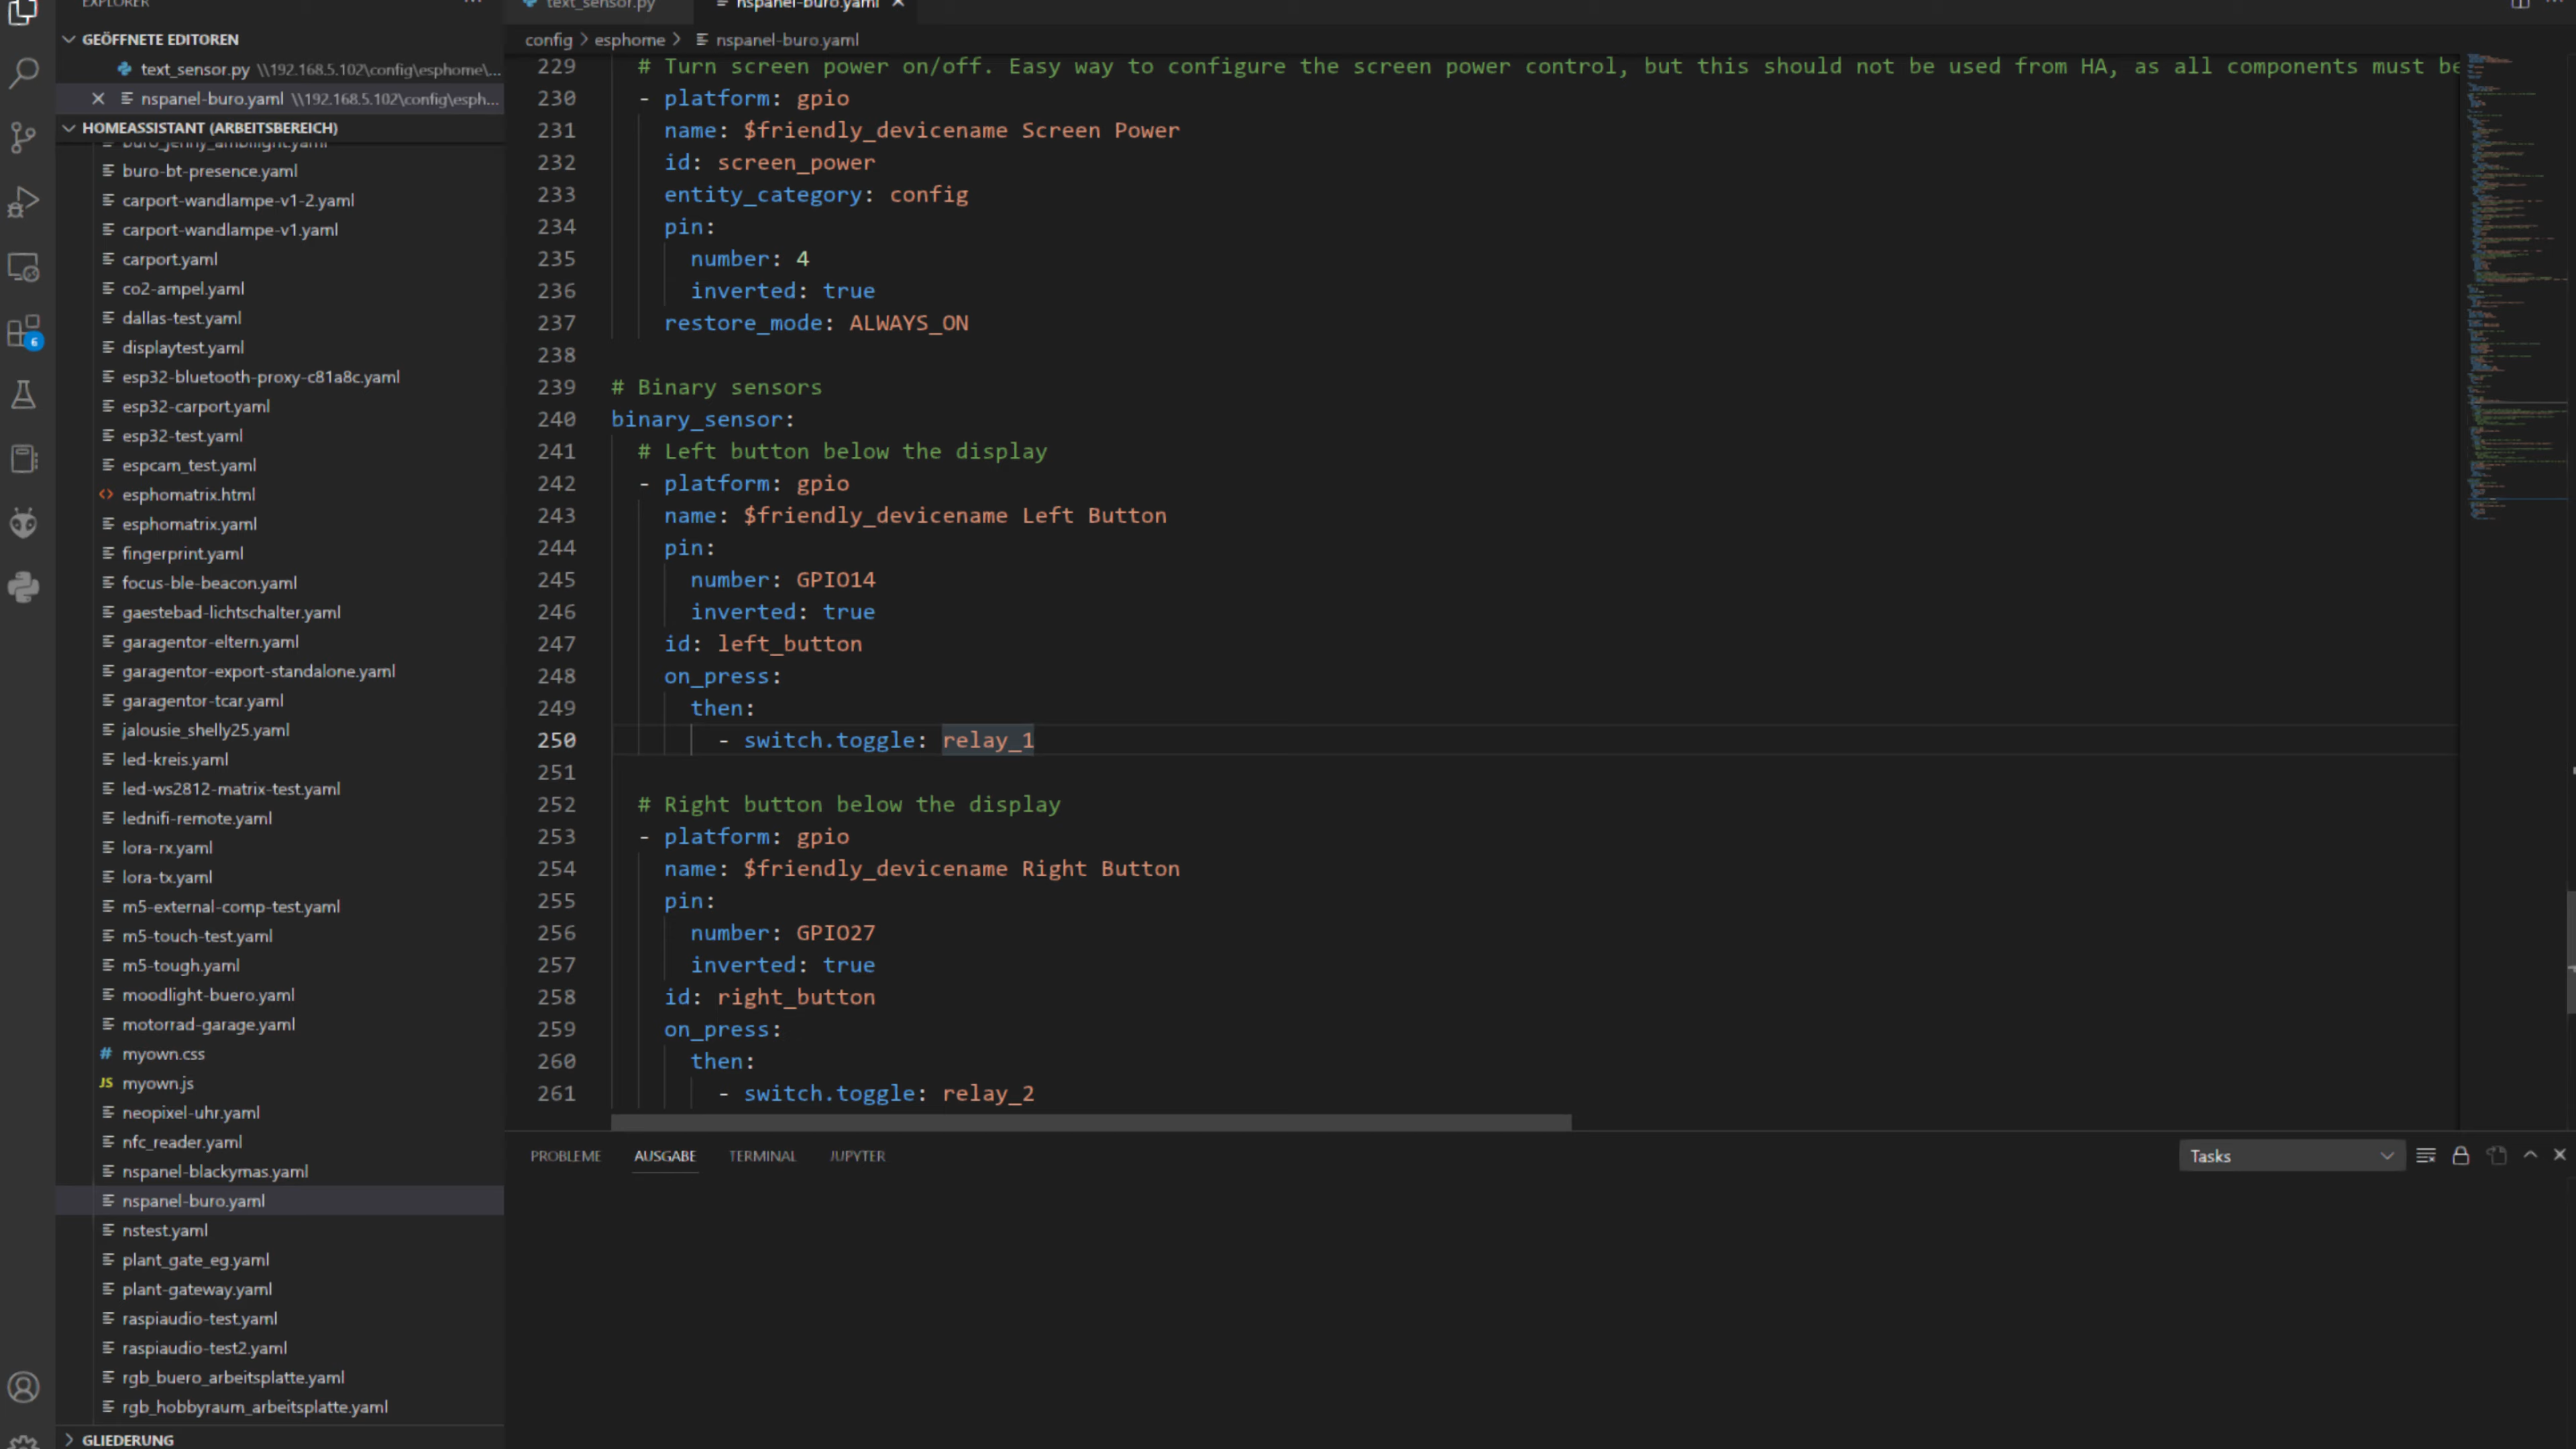 EXPLORER
GEÖFFNETE EDITOREN
text_sensor.py \\192.168.5.102\config\esphome\...
nspanel-buro.yaml \\192.168.5.102\config\esph...
HOMEASSISTANT (ARBEITSBEREICH)
buro_jenny_ambilight.yaml
buro-bt-presence.yaml
carport-wandlampe-v1-2.yaml
carport-wandlampe-v1.yaml
carport.yaml
co2-ampel.yaml
dallas-test.yaml
displaytest.yaml
esp32-bluetooth-proxy-c81a8c.yaml
esp32-carport.yaml
esp32-test.yaml
espcam_test.yaml
esphomatrix.html
esphomatrix.yaml
fingerprint.yaml
focus-ble-beacon.yaml
gaestebad-lichtschalter.yaml
garagentor-eltern.yaml
garagentor-export-standalone.yaml
garagentor-tcar.yaml
jalousie_shelly25.yaml
led-kreis.yaml
led-ws2812-matrix-test.yaml
lednifi-remote.yaml
lora-rx.yaml
lora-tx.yaml
m5-external-comp-test.yaml
m5-touch-test.yaml
m5-tough.yaml
moodlight-buero.yaml
motorrad-garage.yaml
# myown.css
JS myown.js
neopixel-uhr.yaml
nfc_reader.yaml
nspanel-blackymas.yaml
nspanel-buro.yaml
nstest.yaml
plant_gate_eg.yaml
plant-gateway.yaml
raspiaudio-test.yaml
raspiaudio-test2.yaml
rgb_buero_arbeitsplatte.yaml
rgb_hobbyraum_arbeitsplatte.yaml
GLIEDERUNG
6
text_sensor.py
nspanel-buro.yaml
config > esphome > nspanel-buro.yaml
229 # Turn screen power on/off. Easy way to configure the screen power control, but this should not be used from HA, as all components must be
230 - platform: gpio
231 name: $friendly_devicename Screen Power
232 id: screen_power
233 entity_category: config
234 pin:
235 number: 4
236 inverted: true
237 restore_mode: ALWAYS_ON
238
239 # Binary sensors
240 binary_sensor:
241 # Left button below the display
242 - platform: gpio
243 name: $friendly_devicename Left Button
244 pin:
245 number: GPIO14
246 inverted: true
247 id: left_button
248 on_press:
249 then:
250 - switch.toggle: relay_1
251
252 # Right button below the display
253 - platform: gpio
254 name: $friendly_devicename Right Button
255 pin:
256 number: GPIO27
257 inverted: true
258 id: right_button
259 on_press:
260 then:
261 - switch.toggle: relay_2
PROBLEME AUSGABE TERMINAL JUPYTER
Tasks